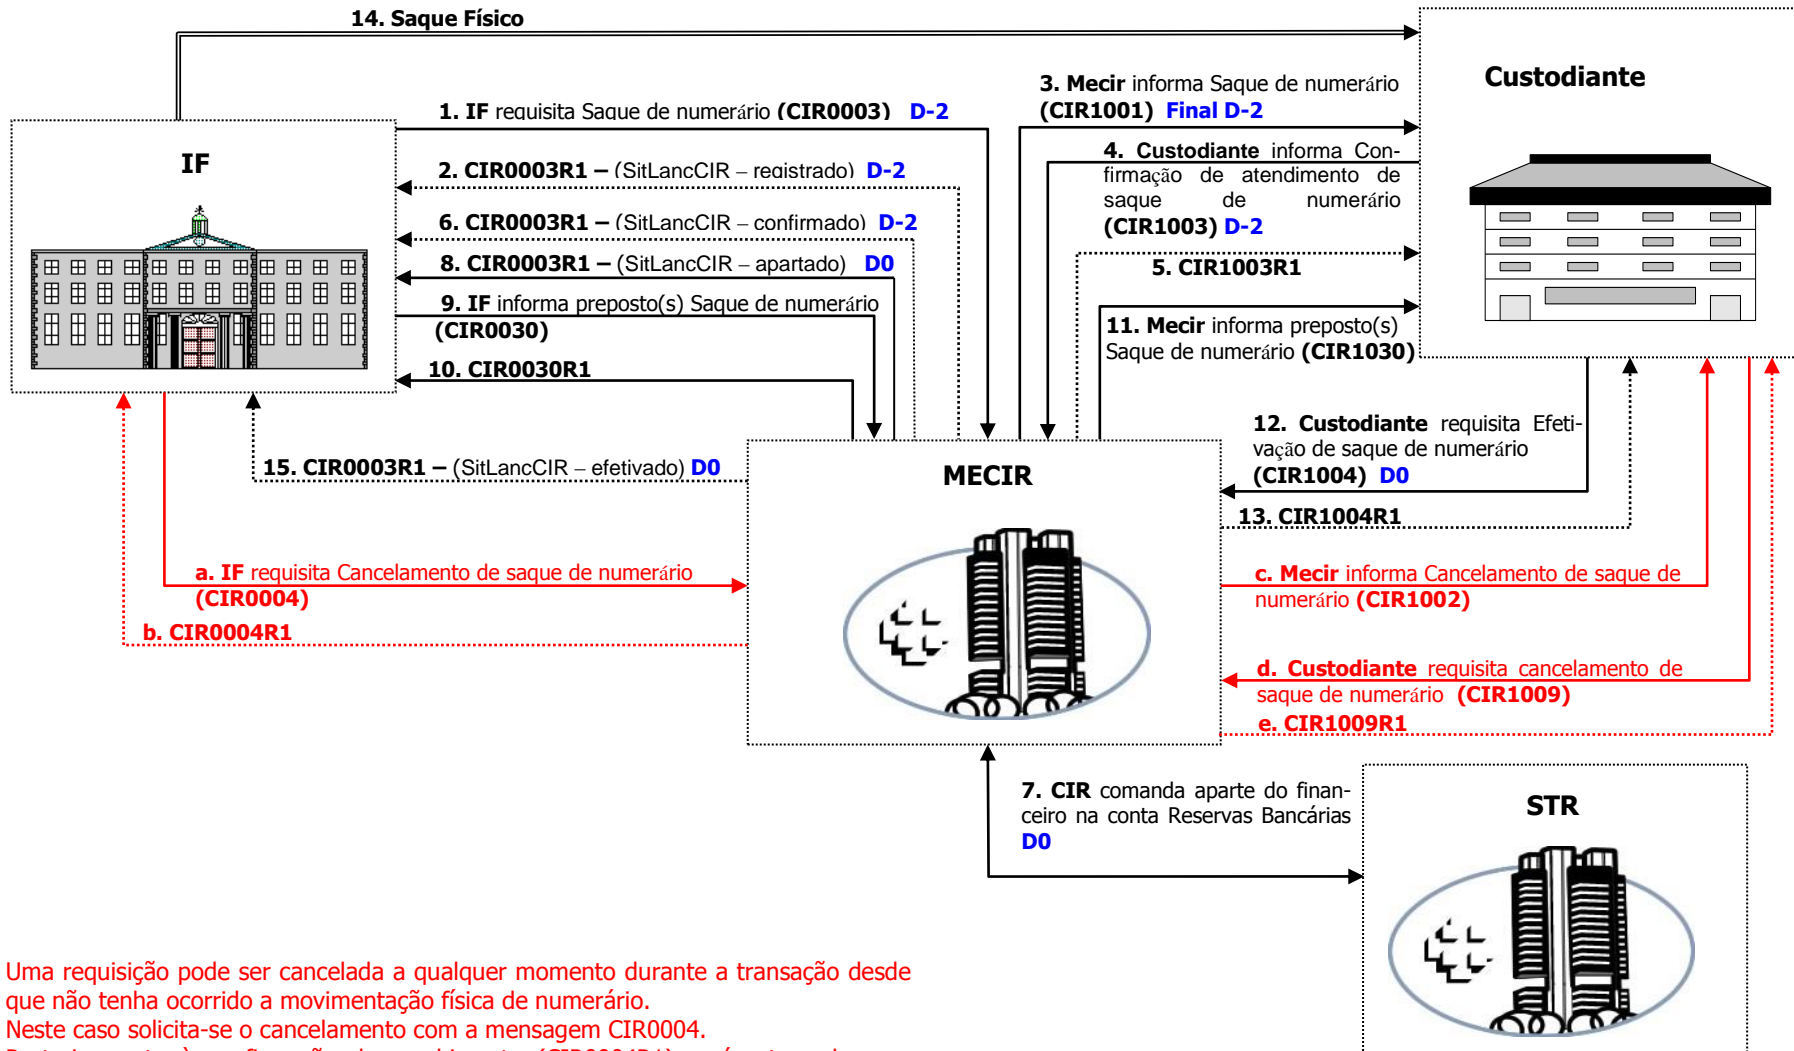 14. Saque Físico
Custodiante
3. Mecir informa Saque de numerário
(CIR1001) Final D-2
1. IF requisita Saque de numerário (CIR0003) D-2
IF
2. CIR0003R1 – (SitLancCIR – registrado) D-2
4. Custodiante informa Con-
firmação de atendimento de
saque de numerário
(CIR1003) D-2
6. CIR0003R1 – (SitLancCIR – confirmado) D-2
8. CIR0003R1 – (SitLancCIR – apartado) D0
5. CIR1003R1
9. IF informa preposto(s) Saque de numerário
(CIR0030)
11. Mecir informa preposto(s)
Saque de numerário (CIR1030)
10. CIR0030R1
12. Custodiante requisita Efeti-
vação de saque de numerário
(CIR1004) D0
15. CIR0003R1 – (SitLancCIR – efetivado) D0
MECIR
13. CIR1004R1
a. IF requisita Cancelamento de saque de numerário
(CIR0004)
c. Mecir informa Cancelamento de saque de
numerário (CIR1002)
b. CIR0004R1
d. Custodiante requisita cancelamento de
saque de numerário (CIR1009)
e. CIR1009R1
7. CIR comanda aparte do finan-
ceiro na conta Reservas Bancárias
D0
STR
Uma requisição pode ser cancelada a qualquer momento durante a transação desde
que não tenha ocorrido a movimentação física de numerário.
Neste caso solicita-se o cancelamento com a mensagem CIR0004.